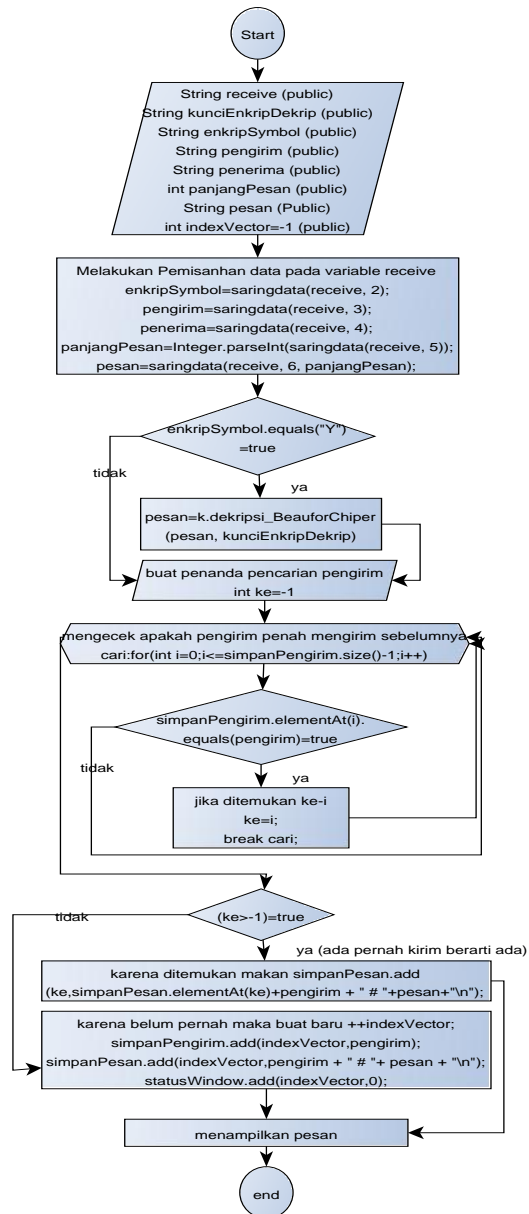 Start
String receive (public)
String kunciEnkripDekrip (public)
String enkripSymbol (public)
String pengirim (public)
String penerima (public)
int panjangPesan (public)
String pesan (Public)
int indexVector=-1 (public)
Melakukan Pemisanhan data pada variable receive
enkripSymbol=saringdata(receive, 2);
pengirim=saringdata(receive, 3);
penerima=saringdata(receive, 4);
panjangPesan=Integer.parseInt(saringdata(receive, 5));
pesan=saringdata(receive, 6, panjangPesan);
enkripSymbol.equals("Y")
=true
tidak
ya
pesan=k.dekripsi_BeauforChiper
(pesan, kunciEnkripDekrip)
buat penanda pencarian pengirim
int ke=-1
mengecek apakah pengirim penah mengirim sebelumnya
cari:for(int i=0;i<=simpanPengirim.size()-1;i++)
simpanPengirim.elementAt(i).
equals(pengirim)=true
tidak
ya
jika ditemukan ke-i
ke=i;
break cari;
(ke>-1)=true
tidak
ya (ada pernah kirim berarti ada)
karena ditemukan makan simpanPesan.add
(ke,simpanPesan.elementAt(ke)+pengirim + " # "+pesan+"\n");
karena belum pernah maka buat baru ++indexVector;
simpanPengirim.add(indexVector,pengirim);
simpanPesan.add(indexVector,pengirim + " # "+ pesan + "\n");
statusWindow.add(indexVector,0);
menampilkan pesan
end